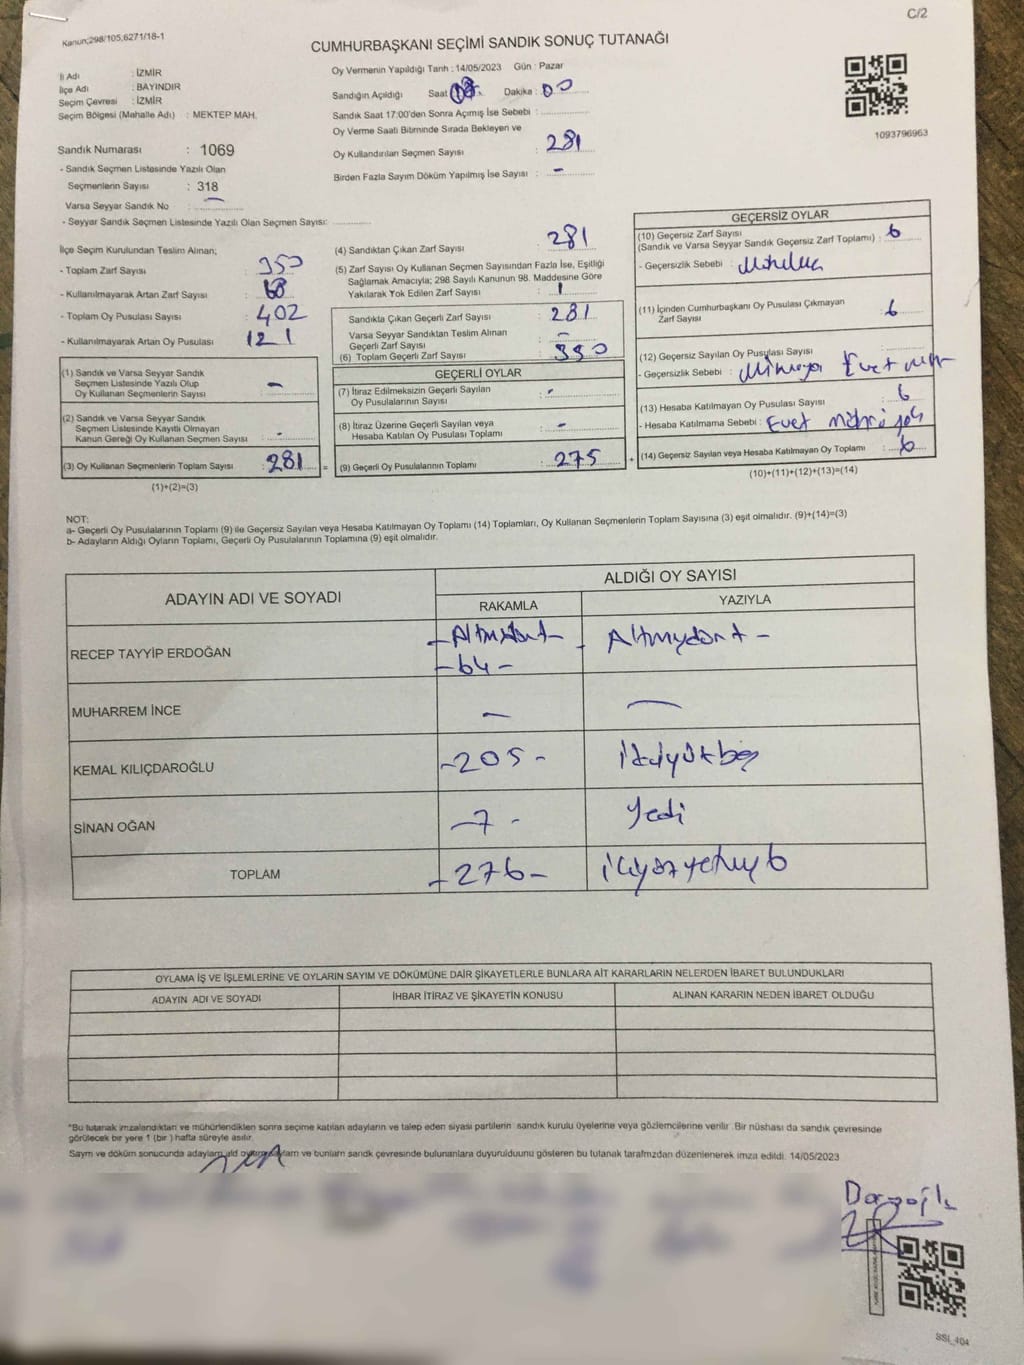 C/2
Kanun;298/105,6271/18-1
CUMHURBAŞKANI SEÇİMİ SANDIK SONUÇ TUTANAĞI
İl Adı : İZMİR
İlçe Adı : BAYINDIR
Seçim Çevresi : İZMİR
Seçim Bölgesi (Mahalle Adı) : MEKTEP MAH.
Sandık Numarası : 1069
- Sandık Seçmen Listesinde Yazılı Olan
Seçmenlerin Sayısı : 318
Varsa Seyyar Sandık No : —
- Seyyar Sandık Seçmen Listesinde Yazılı Olan Seçmen Sayısı:
Oy Vermenin Yapıldığı Tarih : 14/05/2023 Gün : Pazar
Sandığın Açıldığı Saat Dakika : 00
Sandık Saat 17:00'den Sonra Açımış İse Sebebi :
Oy Verme Saati Bitiminde Sırada Bekleyen ve
Oy Kullandırılan Seçmen Sayısı : 281
Birden Fazla Sayım Döküm Yapılmış İse Sayısı : —
1093796963
İlçe Seçim Kurulundan Teslim Alınan;
- Toplam Zarf Sayısı : 350
- Kullanılmayarak Artan Zarf Sayısı : 68
- Toplam Oy Pusulası Sayısı : 402
- Kullanılmayarak Artan Oy Pusulası 121
(1) Sandık ve Varsa Seyyar Sandık
Seçmen Listesinde Yazılı Olup
Oy Kullanan Seçmenlerin Sayısı : —
(2) Sandık ve Varsa Seyyar Sandık
Seçmen Listesinde Kayıtlı Olmayan
Kanun Gereği Oy Kullanan Seçmen Sayısı : -
(3) Oy Kullanan Seçmenlerin Toplam Sayısı : 281
(1)+(2)=(3)
(4) Sandıktan Çıkan Zarf Sayısı : 281
(5) Zarf Sayısı Oy Kullanan Seçmen Sayısından Fazla İse, Eşitliği
Sağlamak Amacıyla; 298 Sayılı Kanunun 98. Maddesine Göre
Yakılarak Yok Edilen Zarf Sayısı : 1
Sandıkta Çıkan Geçerli Zarf Sayısı : 281
Varsa Seyyar Sandıktan Teslim Alınan
Geçerli Zarf Sayısı : —
(6) Toplam Geçerli Zarf Sayısı : 350
GEÇERLİ OYLAR
(7) İtiraz Edilmeksizin Geçerli Sayılan
Oy Pusulalarının Sayısı : -
(8) İtiraz Üzerine Geçerli Sayılan veya
Hesaba Katılan Oy Pusulası Toplamı : -
(9) Geçerli Oy Pusulalarının Toplamı : 275
GEÇERSİZ OYLAR
(10) Geçersiz Zarf Sayısı
(Sandık ve Varsa Seyyar Sandık Geçersiz Zarf Toplamı) : 6
- Geçersizlik Sebebi :
(11) İçinden Cumhurbaşkanı Oy Pusulası Çıkmayan
Zarf Sayısı : 6
(12) Geçersiz Sayılan Oy Pusulası Sayısı :
- Geçersizlik Sebebi : Evet
(13) Hesaba Katılmayan Oy Pusulası Sayısı : 6
- Hesaba Katılmama Sebebi : Evet
(14) Geçersiz Sayılan veya Hesaba Katılmayan Oy Toplamı : 6
(10)+(11)+(12)+(13)=(14)
NOT:
a- Geçerli Oy Pusulalarının Toplamı (9) ile Geçersiz Sayılan veya Hesaba Katılmayan Oy Toplamı (14) Toplamları, Oy Kullanan Seçmenlerin Toplam Sayısına (3) eşit olmalıdır. (9)+(14)=(3)
b- Adayların Aldığı Oyların Toplamı, Geçerli Oy Pusulalarının Toplamına (9) eşit olmalıdır.
ADAYIN ADI VE SOYADI
ALDIĞI OY SAYISI
RAKAMLA YAZIYLA
RECEP TAYYİP ERDOĞAN -64- Altmışdört -
MUHARREM İNCE — —
KEMAL KILIÇDAROĞLU -205- ikiyüzbeş
SİNAN OĞAN -7- Yedi
TOPLAM -276-
OYLAMA İŞ VE İŞLEMLERİNE VE OYLARIN SAYIM VE DÖKÜMÜNE DAİR ŞİKAYETLERLE BUNLARA AİT KARARLARIN NELERDEN İBARET BULUNDUKLARI
ADAYIN ADI VE SOYADI İHBAR İTİRAZ VE ŞİKAYETİN KONUSU ALINAN KARARIN NEDEN İBARET OLDUĞU
*Bu tutanak imzalandıktan ve mühürlendikten sonra seçime katılan adayların ve talep eden siyasi partilerin sandık kurulu üyelerine veya gözlemcilerine verilir. Bir nüshası da sandık çevresinde
görülecek bir yere 1 (bir ) hafta süreyle asılır.
Sayım ve döküm sonucunda adayların ve bunların sandık çevresinde bulunanlara duyurulduunu gösteren bu tutanak tarafımızdan düzenlenerek imza edildi. 14/05/2023
SSI_404